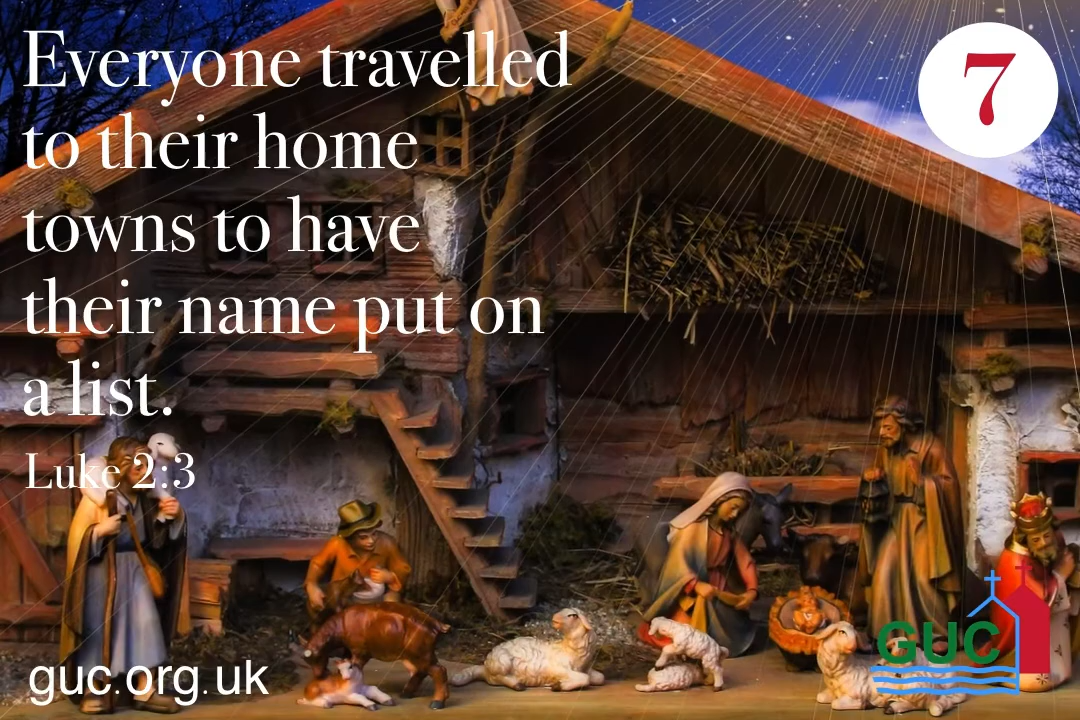 Everyone travelled
to their home
towns to have
their name put on
a list.
Luke 2:3
7
guc.org.uk
GUC